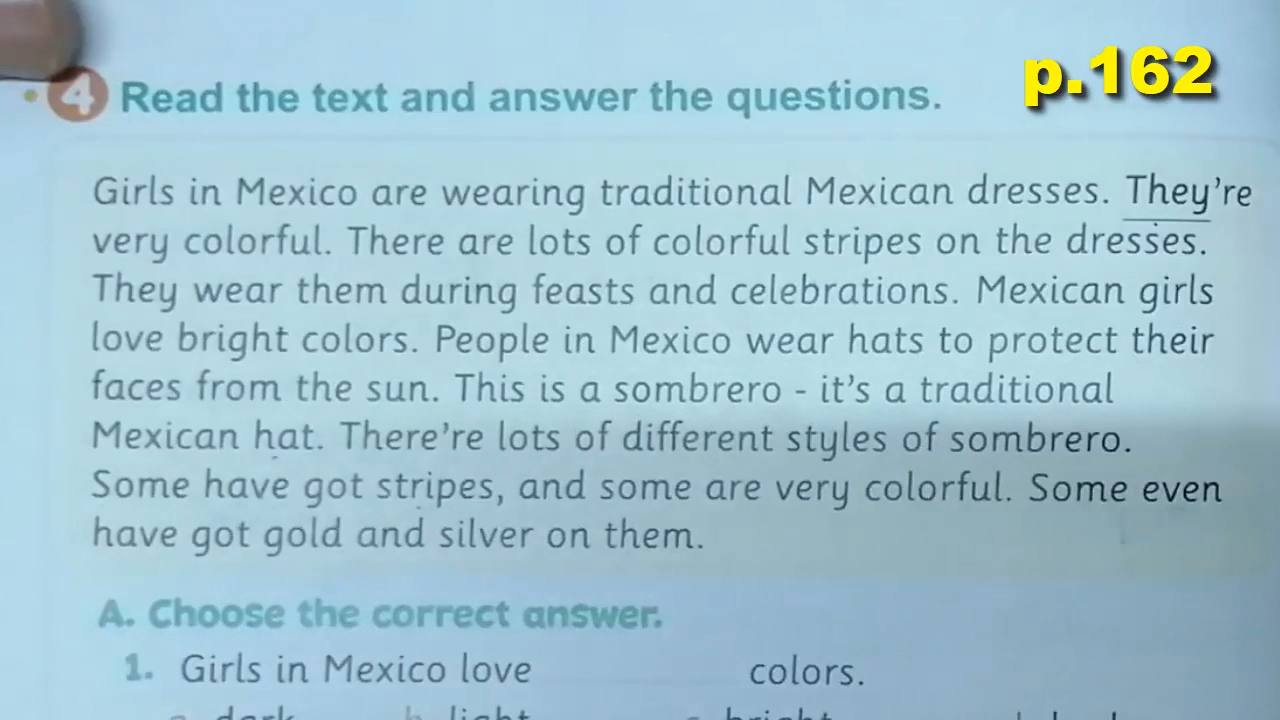 p.162
4 Read the text and answer the questions.
Girls in Mexico are wearing traditional Mexican dresses. They're
very colorful. There are lots of colorful stripes on the dresses.
They wear them during feasts and celebrations. Mexican girls
love bright colors. People in Mexico wear hats to protect their
faces from the sun. This is a sombrero - it's a traditional
Mexican hat. There're lots of different styles of sombrero.
Some have got stripes, and some are very colorful. Some even
have got gold and silver on them.
A. Choose the correct answer.
1. Girls in Mexico love colors.
dark light bright